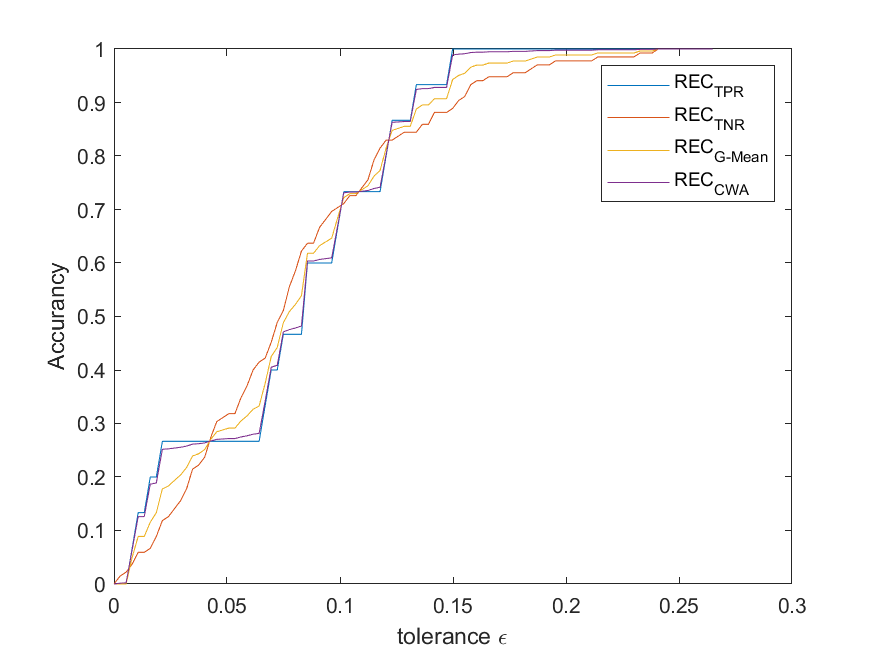 1
0.9
0.8
0.7
0.6
0.5
0.4
0.3
0.2
0.1
0
Accurancy
0 0.05 0.1 0.15 0.2 0.25 0.3
tolerance ϵ
REC_TPR
REC_TNR
REC_G-Mean
REC_CWA